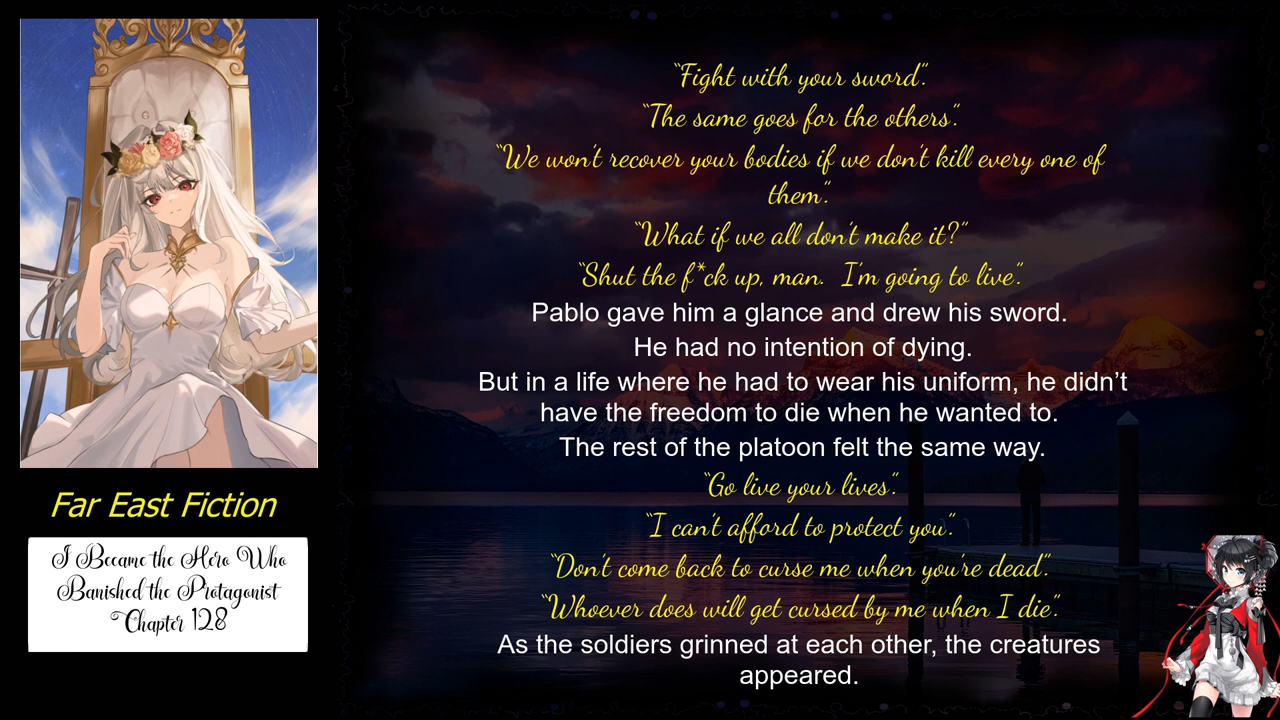 Far East Fiction
I Became the Hero Who
Banished the Protagonist
Chapter 128
“Fight with your sword”.
“The same goes for the others”.
“We won’t recover your bodies if we don’t kill every one of
them”.
“What if we all don’t make it?”
“Shut the f*ck up, man.  I’m going to live”.
Pablo gave him a glance and drew his sword.
He had no intention of dying.
But in a life where he had to wear his uniform, he didn’t
have the freedom to die when he wanted to.
The rest of the platoon felt the same way.
“Go live your lives”.
“I can’t afford to protect you”.
“Don’t come back to curse me when you’re dead”.
“Whoever does will get cursed by me when I die”.
As the soldiers grinned at each other, the creatures
appeared.